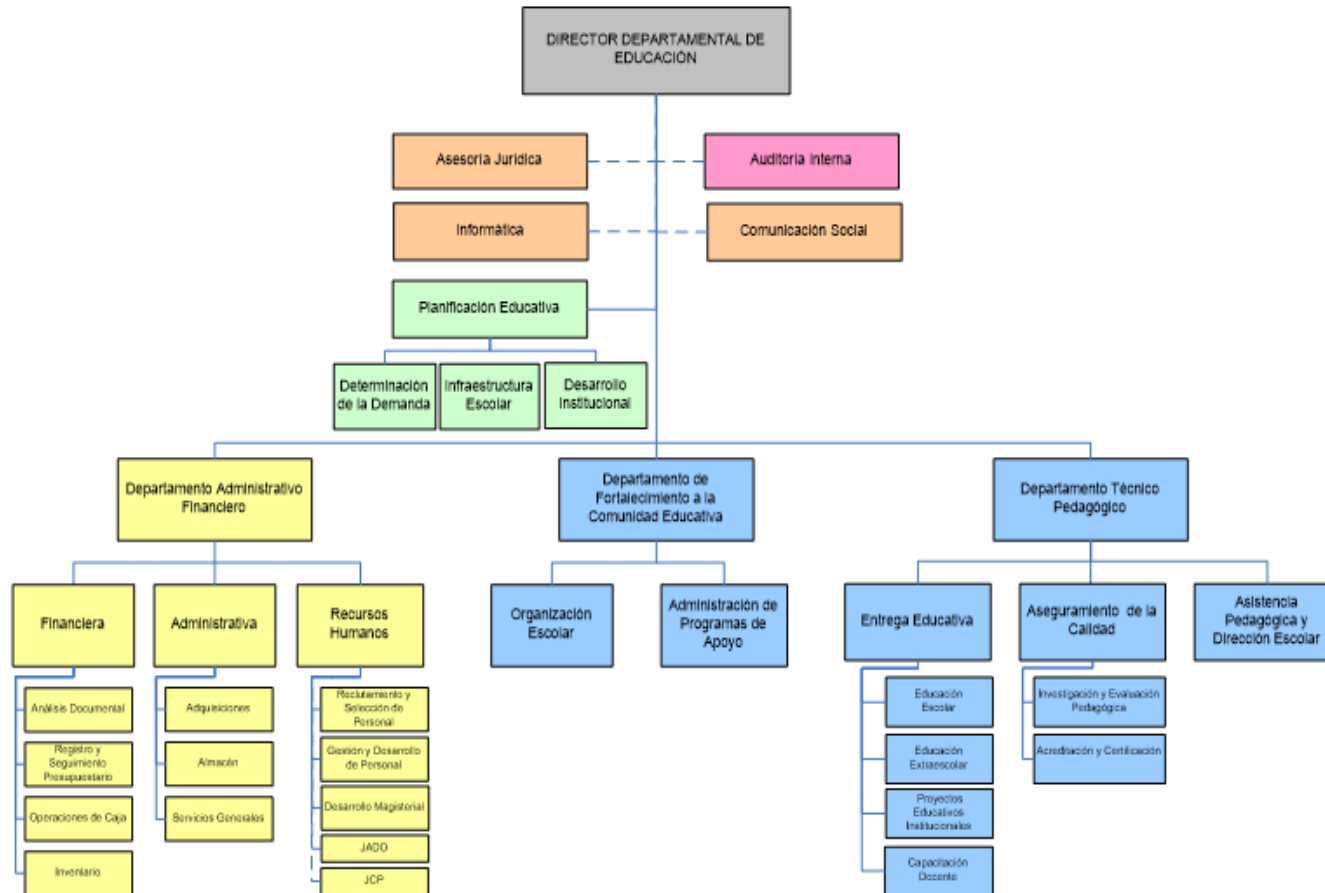 DIRECTOR DEPARTAMENTAL DE
EDUCACIÓN
Asesoría Jurídica
Auditoría Interna
Informática
Comunicación Social
Planificación Educativa
Determinación
de la Demanda
Infraestructura
Escolar
Desarrollo
Institucional
Departamento Administrativo
Financiero
Departamento de
Fortalecimiento a la
Comunidad Educativa
Departamento Técnico
Pedagógico
Financiera
Administrativa
Recursos
Humanos
Organización
Escolar
Administración de
Programas de
Apoyo
Entrega Educativa
Aseguramiento de la
Calidad
Asistencia
Pedagógica y
Dirección Escolar
Análisis Documental
Registro y
Seguimiento
Presupuestario
Operaciones de Caja
Inventario
Adquisiciones
Almacén
Servicios Generales
Reclutamiento y
Selección de
Personal
Gestión y Desarrollo
de Personal
Desarrollo Magisterial
JADO
JCP
Educación
Escolar
Educación
Extraescolar
Proyectos
Educativos
Institucionales
Capacitación
Docente
Investigación y Evaluación
Pedagógica
Acreditación y Certificación